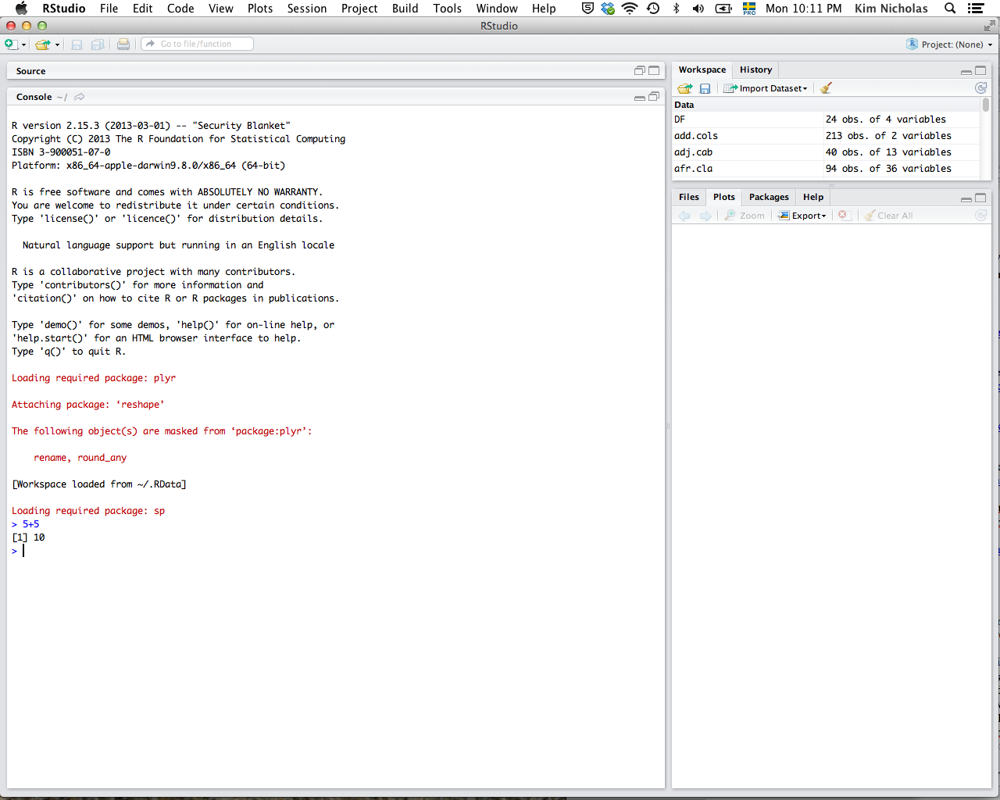 RStudio File Edit Code View Plots Session Project Build Tools Window Help PRO Mon 10:11 PM Kim Nicholas
RStudio
Go to file/function Project: (None)
Source
Console ~/
R version 2.15.3 (2013-03-01) -- "Security Blanket"
Copyright (C) 2013 The R Foundation for Statistical Computing
ISBN 3-900051-07-0
Platform: x86_64-apple-darwin9.8.0/x86_64 (64-bit)
R is free software and comes with ABSOLUTELY NO WARRANTY.
You are welcome to redistribute it under certain conditions.
Type 'license()' or 'licence()' for distribution details.
Natural language support but running in an English locale
R is a collaborative project with many contributors.
Type 'contributors()' for more information and
'citation()' on how to cite R or R packages in publications.
Type 'demo()' for some demos, 'help()' for on-line help, or
'help.start()' for an HTML browser interface to help.
Type 'q()' to quit R.
Loading required package: plyr
Attaching package: ‘reshape’
The following object(s) are masked from ‘package:plyr’:
rename, round_any
[Workspace loaded from ~/.RData]
Loading required package: sp
> 5+5
[1] 10
>
Workspace History
Import Dataset
Data
DF 24 obs. of 4 variables
add.cols 213 obs. of 2 variables
adj.cab 40 obs. of 13 variables
afr.cla 94 obs. of 36 variables
Files Plots Packages Help
Zoom Export Clear All